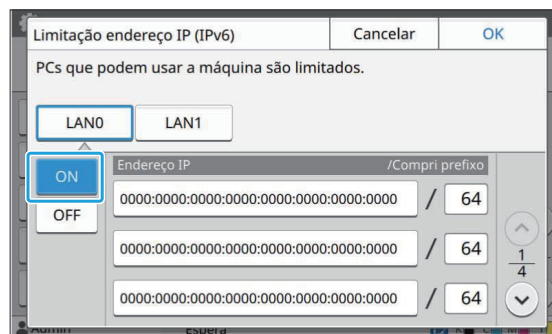 Limitação endereço IP (IPv6) Cancelar OK
PCs que podem usar a máquina são limitados.
LAN0 LAN1
ON
OFF
Endereço IP /Compri prefixo
0000:0000:0000:0000:0000:0000:0000:0000 / 64
0000:0000:0000:0000:0000:0000:0000:0000 / 64
0000:0000:0000:0000:0000:0000:0000:0000 / 64
1
4
Admin Espera